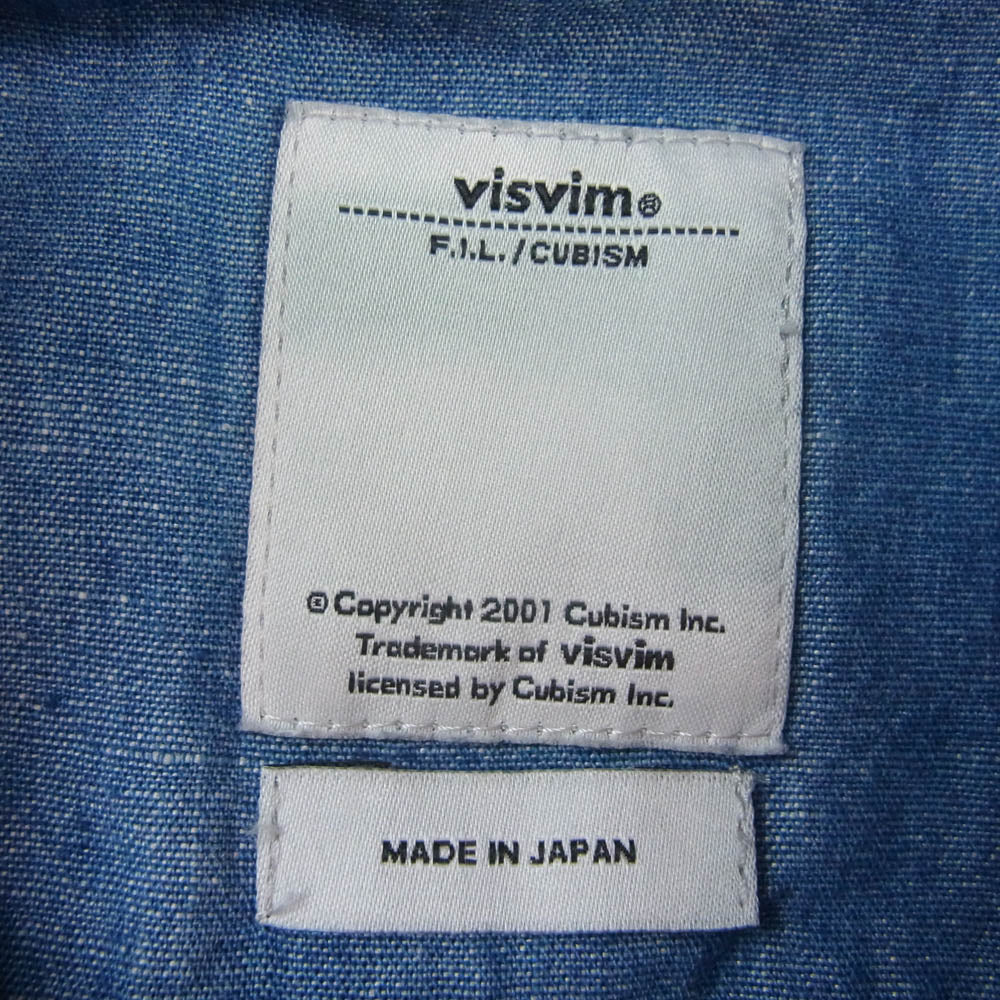 visvim®
F.I.L./CUBISM
© Copyright 2001 Cubism Inc.
Trademark of visvim
licensed by Cubism Inc.
MADE IN JAPAN